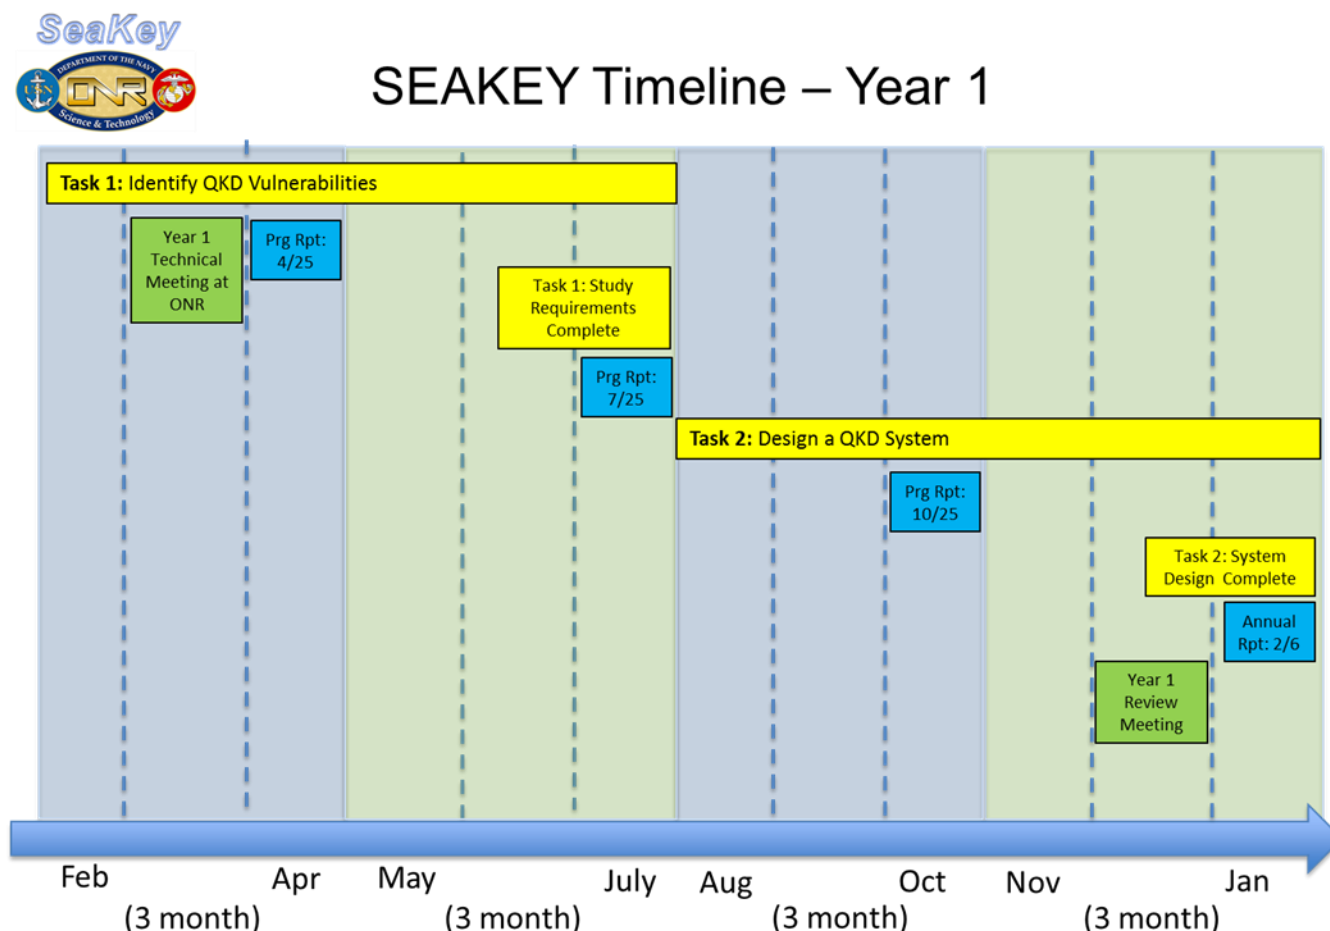 SeaKey
DEPARTMENT OF THE NAVY
USN
ONR
Science & Technology
SEAKEY Timeline – Year 1
Task 1: Identify QKD Vulnerabilities
Year 1
Technical
Meeting at
ONR
Prg Rpt:
4/25
Task 1: Study
Requirements
Complete
Prg Rpt:
7/25
Task 2: Design a QKD System
Prg Rpt:
10/25
Task 2: System
Design Complete
Annual
Rpt: 2/6
Year 1
Review
Meeting
Feb Apr May July Aug Oct Nov Jan
(3 month) (3 month) (3 month) (3 month)